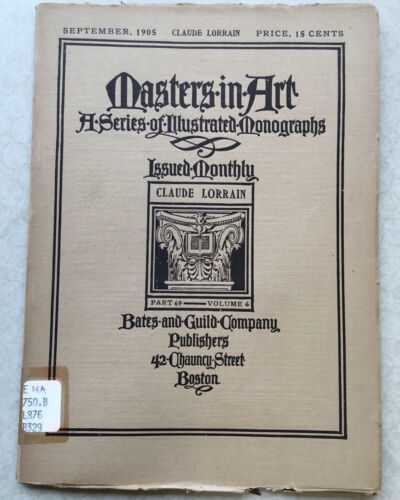 SEPTEMBER, 1905 CLAUDE LORRAIN PRICE, 15 CENTS
Masters·in·Art
A·Series·of·Illustrated·Monographs
Issued·Monthly
CLAUDE LORRAIN
PART 69 VOLUME 6
Bates·and·Guild·Company,
Publishers
42·Chauncy·Street
Boston
E MA
750.B
L876
B329